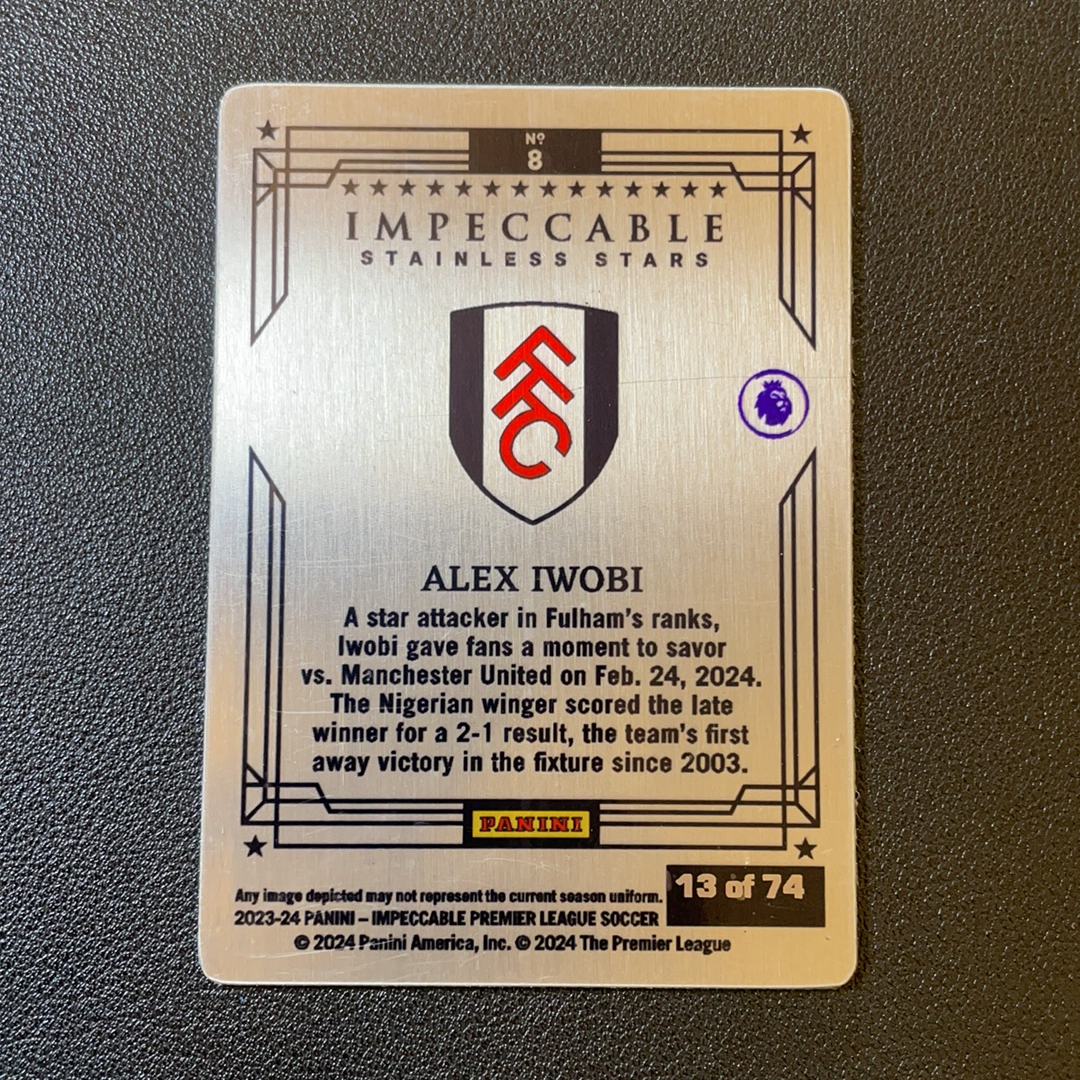 Nº
8
IMPECCABLE
STAINLESS STARS
FFC
ALEX IWOBI
A star attacker in Fulham's ranks,
Iwobi gave fans a moment to savor
vs. Manchester United on Feb. 24, 2024.
The Nigerian winger scored the late
winner for a 2-1 result, the team's first
away victory in the fixture since 2003.
PANINI
13 of 74
Any image depicted may not represent the current season uniform.
2023-24 PANINI – IMPECCABLE PREMIER LEAGUE SOCCER
© 2024 Panini America, Inc. © 2024 The Premier League